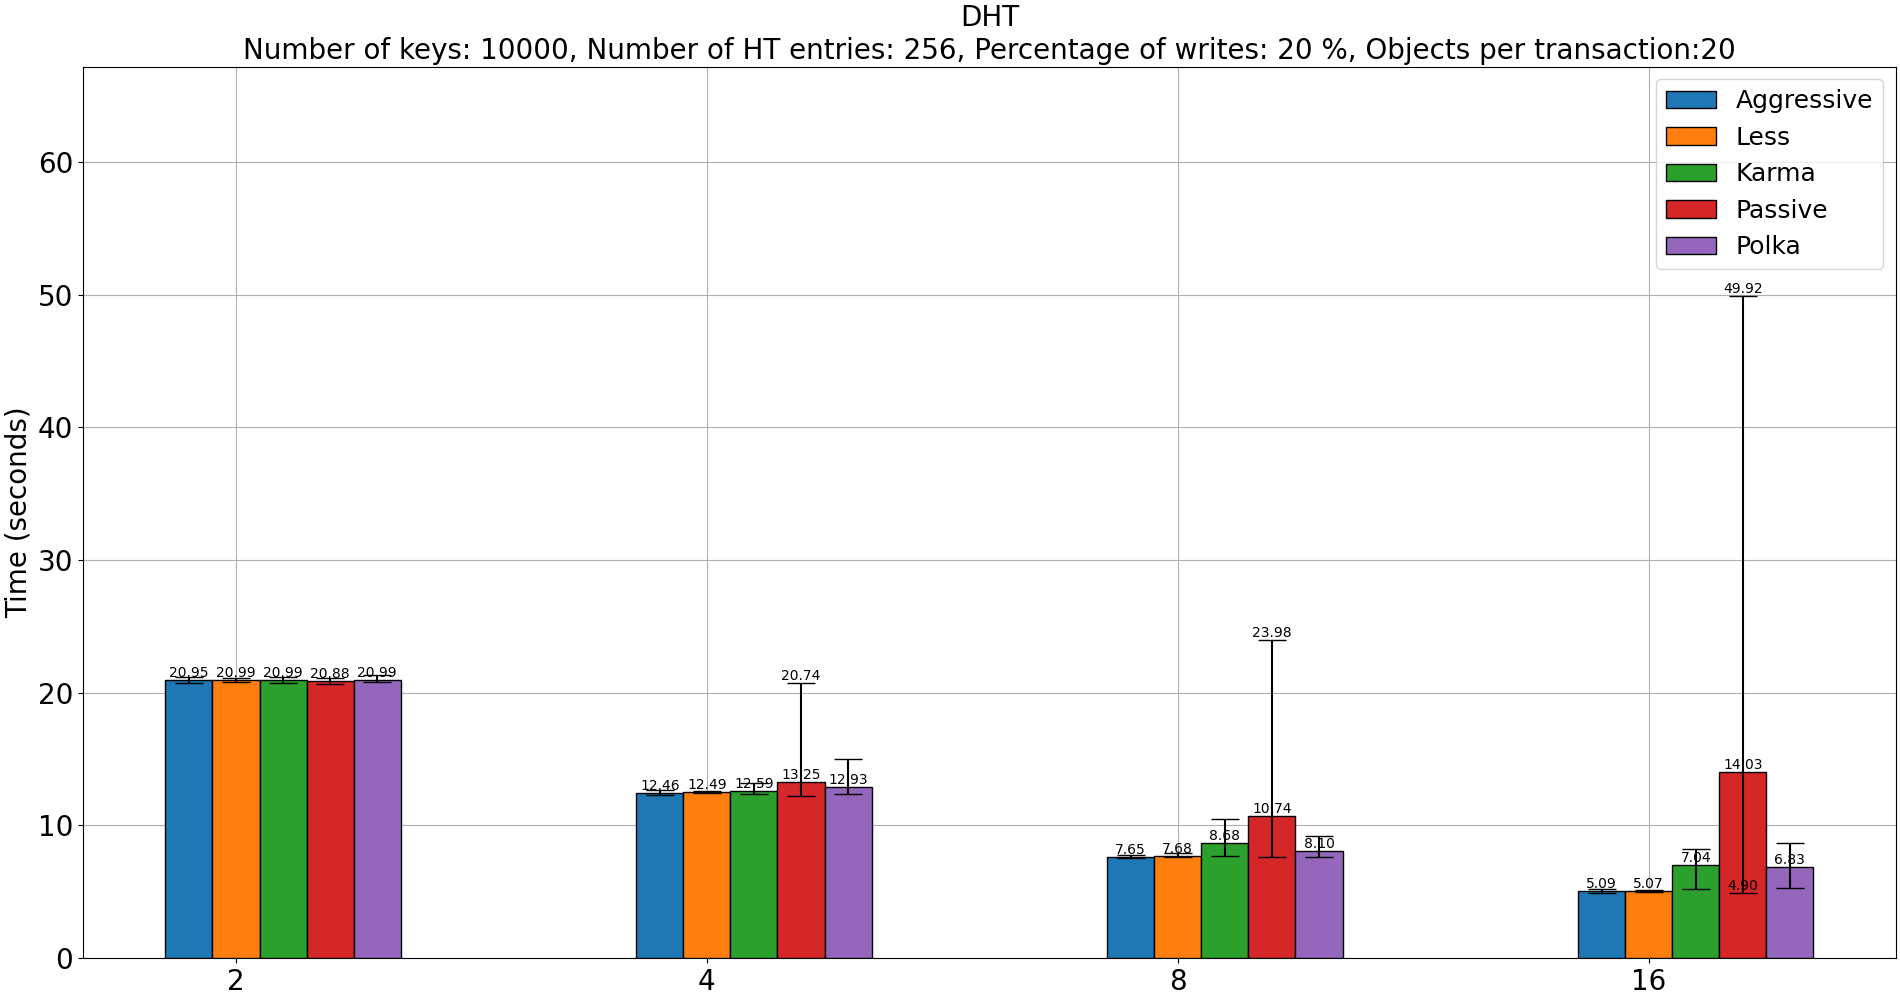 DHT
Number of keys: 10000, Number of HT entries: 256, Percentage of writes: 20 %, Objects per transaction:20
Aggressive
Less
Karma
Passive
Polka
Time (seconds)
60
50
40
30
20
10
0
20.95 20.99 20.99 20.88 20.99
12.46 12.49 12.59 13.25 12.93
20.74
7.65 7.68 8.68 10.74 8.10
23.98
5.09 5.07 7.04 14.03 6.83
49.92
4.90
2 4 8 16